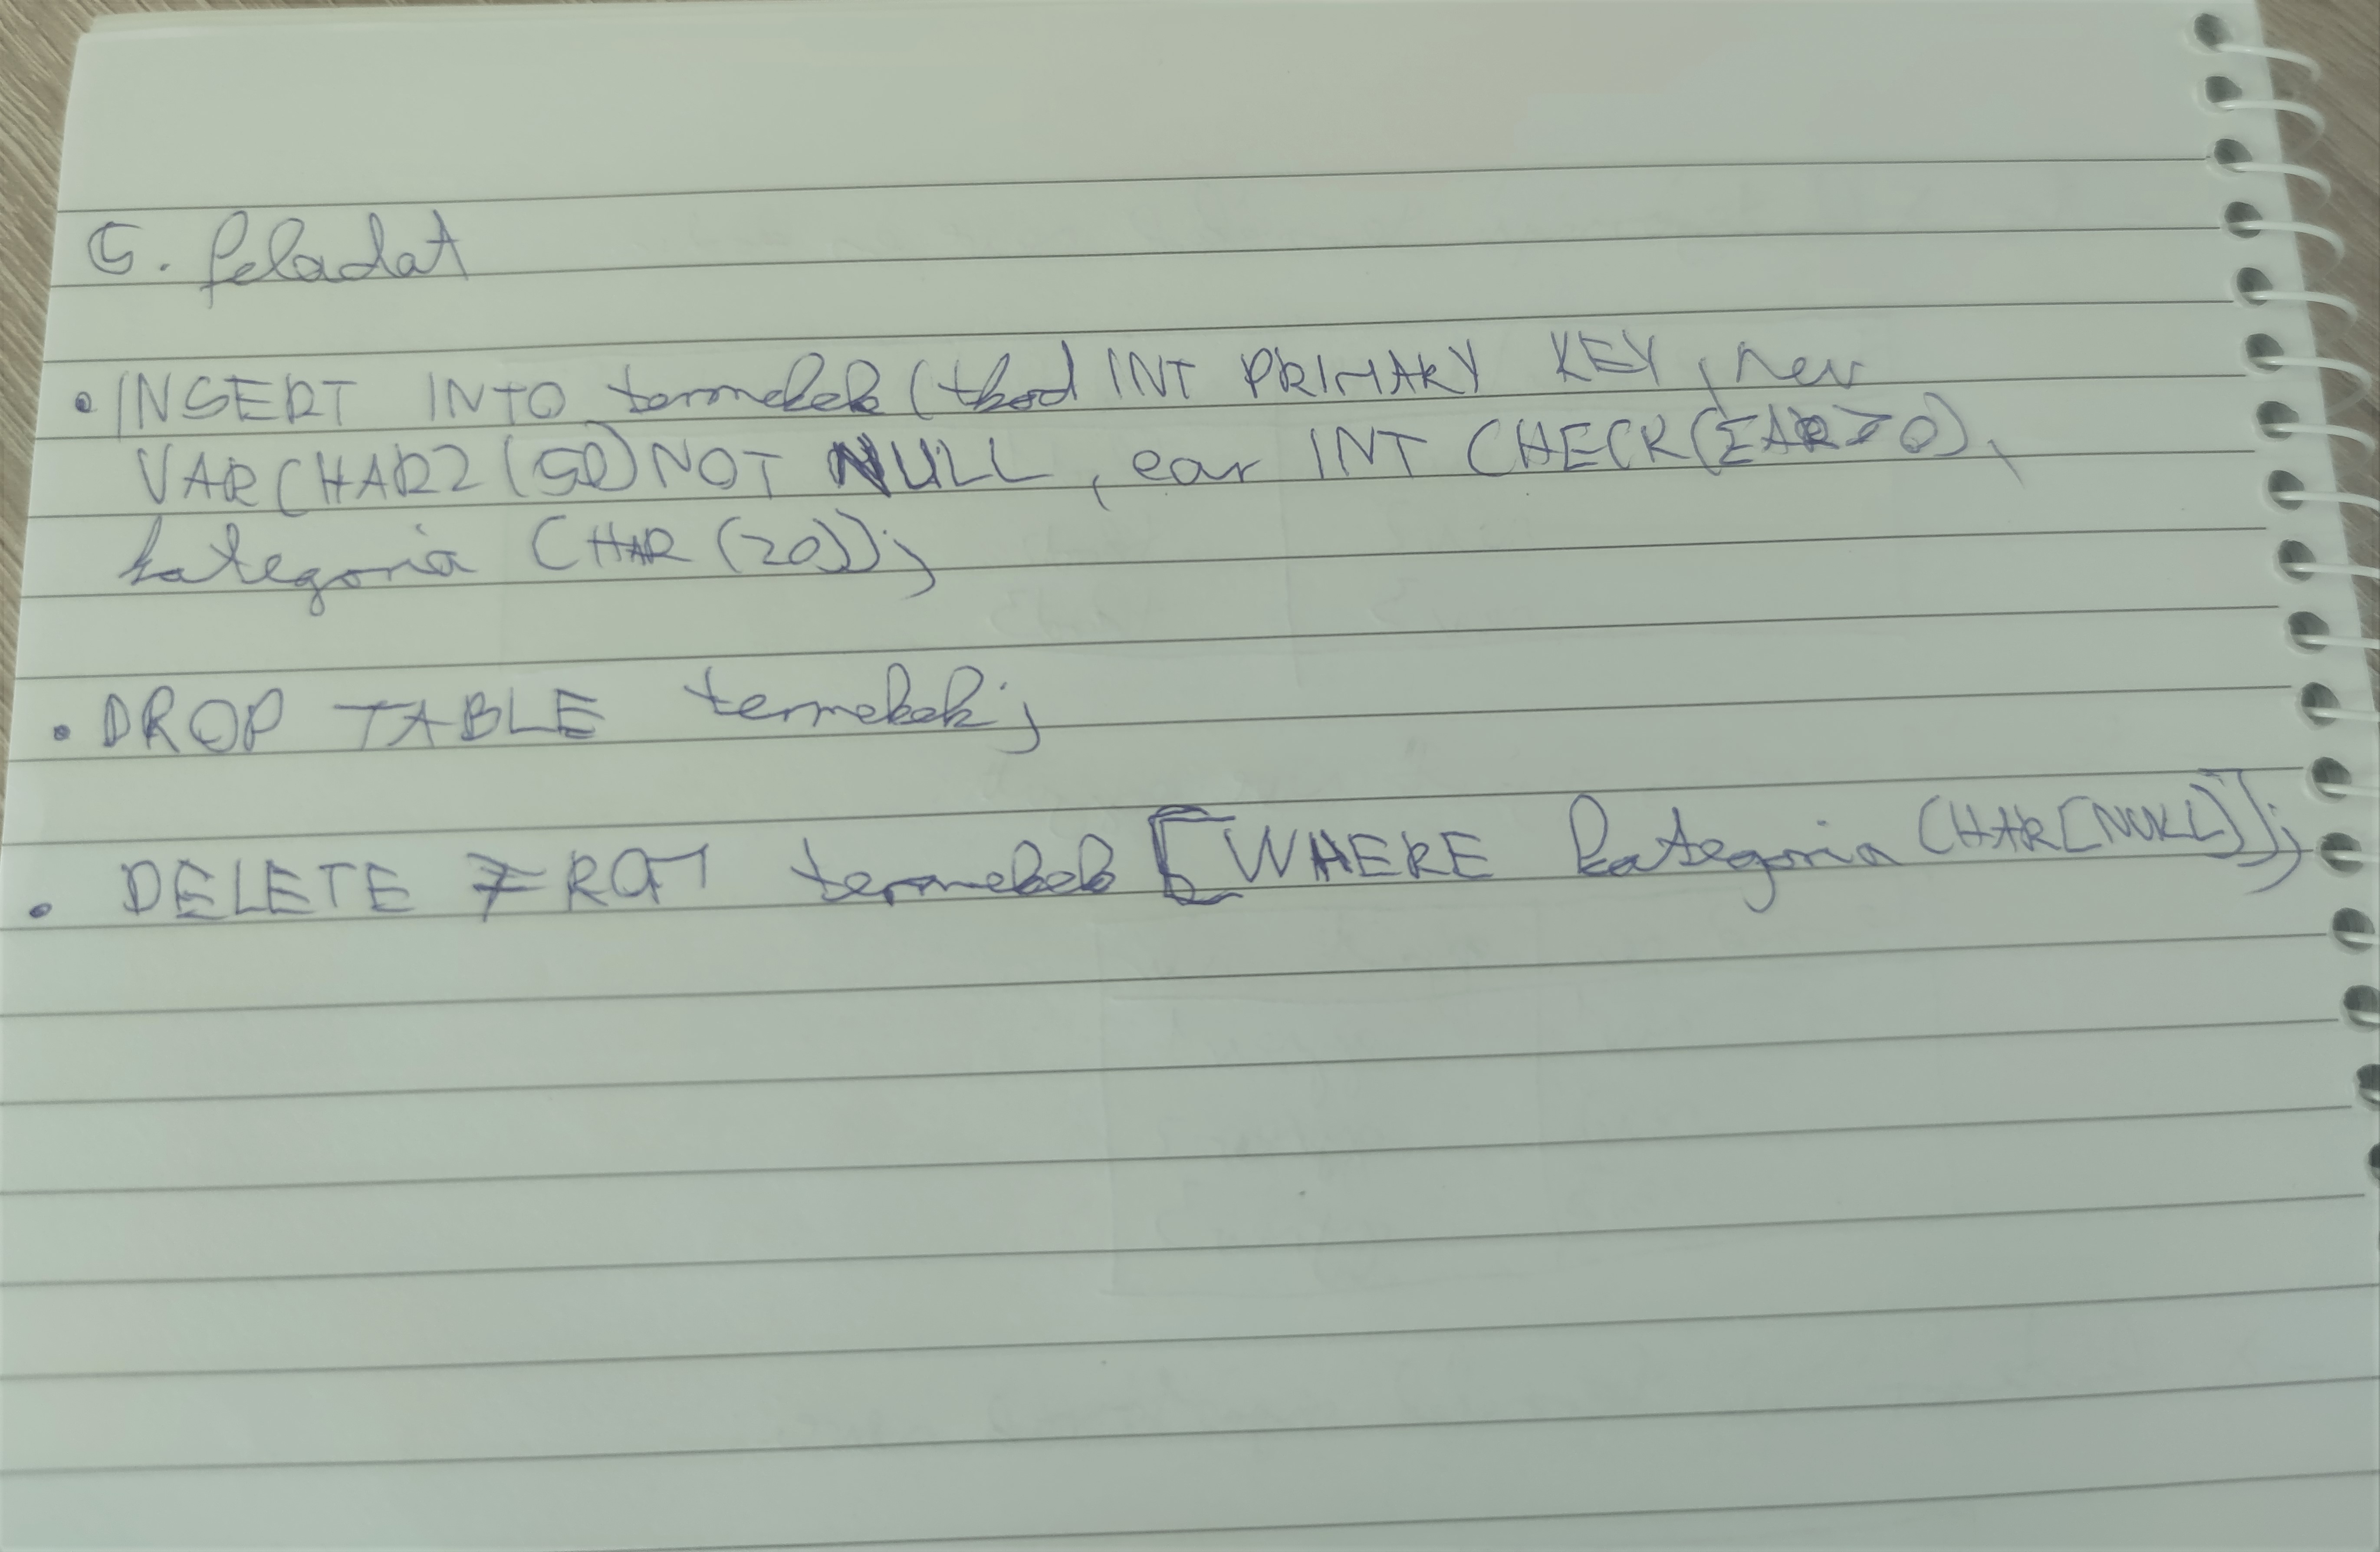 5. feladat
• INSERT INTO termekek (tkod INT PRIMARY KEY, nev
VARCHAR2 (50) NOT NULL, ear INT CHECK(EAR>0),
kategoria CHAR (20));
• DROP TABLE termekek;
• DELETE FROM termekek [WHERE kategoria CHAR[NULL]];